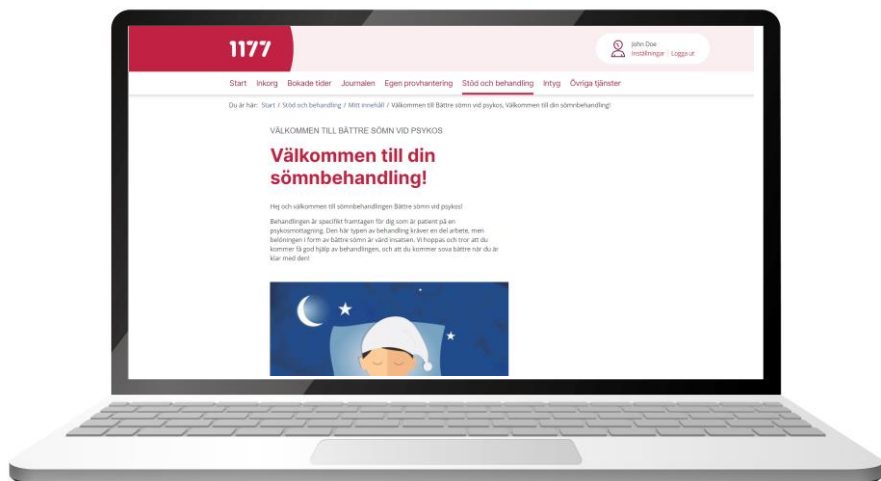 1177
John Doe
Inställningar Logga ut
Start Inkorg Bokade tider Journalen Egen provhantering Stöd och behandling Intyg Övriga tjänster
Du är här: Start / Stöd och behandling / Mitt innehåll / Välkommen till Bättre sömn vid psykos, Välkommen till din sömnbehandling!
VÄLKOMMEN TILL BÄTTRE SÖMN VID PSYKOS
Välkommen till din
sömnbehandling!
Hej och välkommen till sömnbehandlingen Bättre sömn vid psykos!
Behandlingen är specifikt framtagen för dig som är patient på en
psykosmottagning. Den här typen av behandling kräver en del arbete, men
belöningen i form av bättre sömn är värd insatsen. Vi hoppas och tror att du
kommer få god hjälp av behandlingen, och att du kommer sova bättre när du är
klar med den!